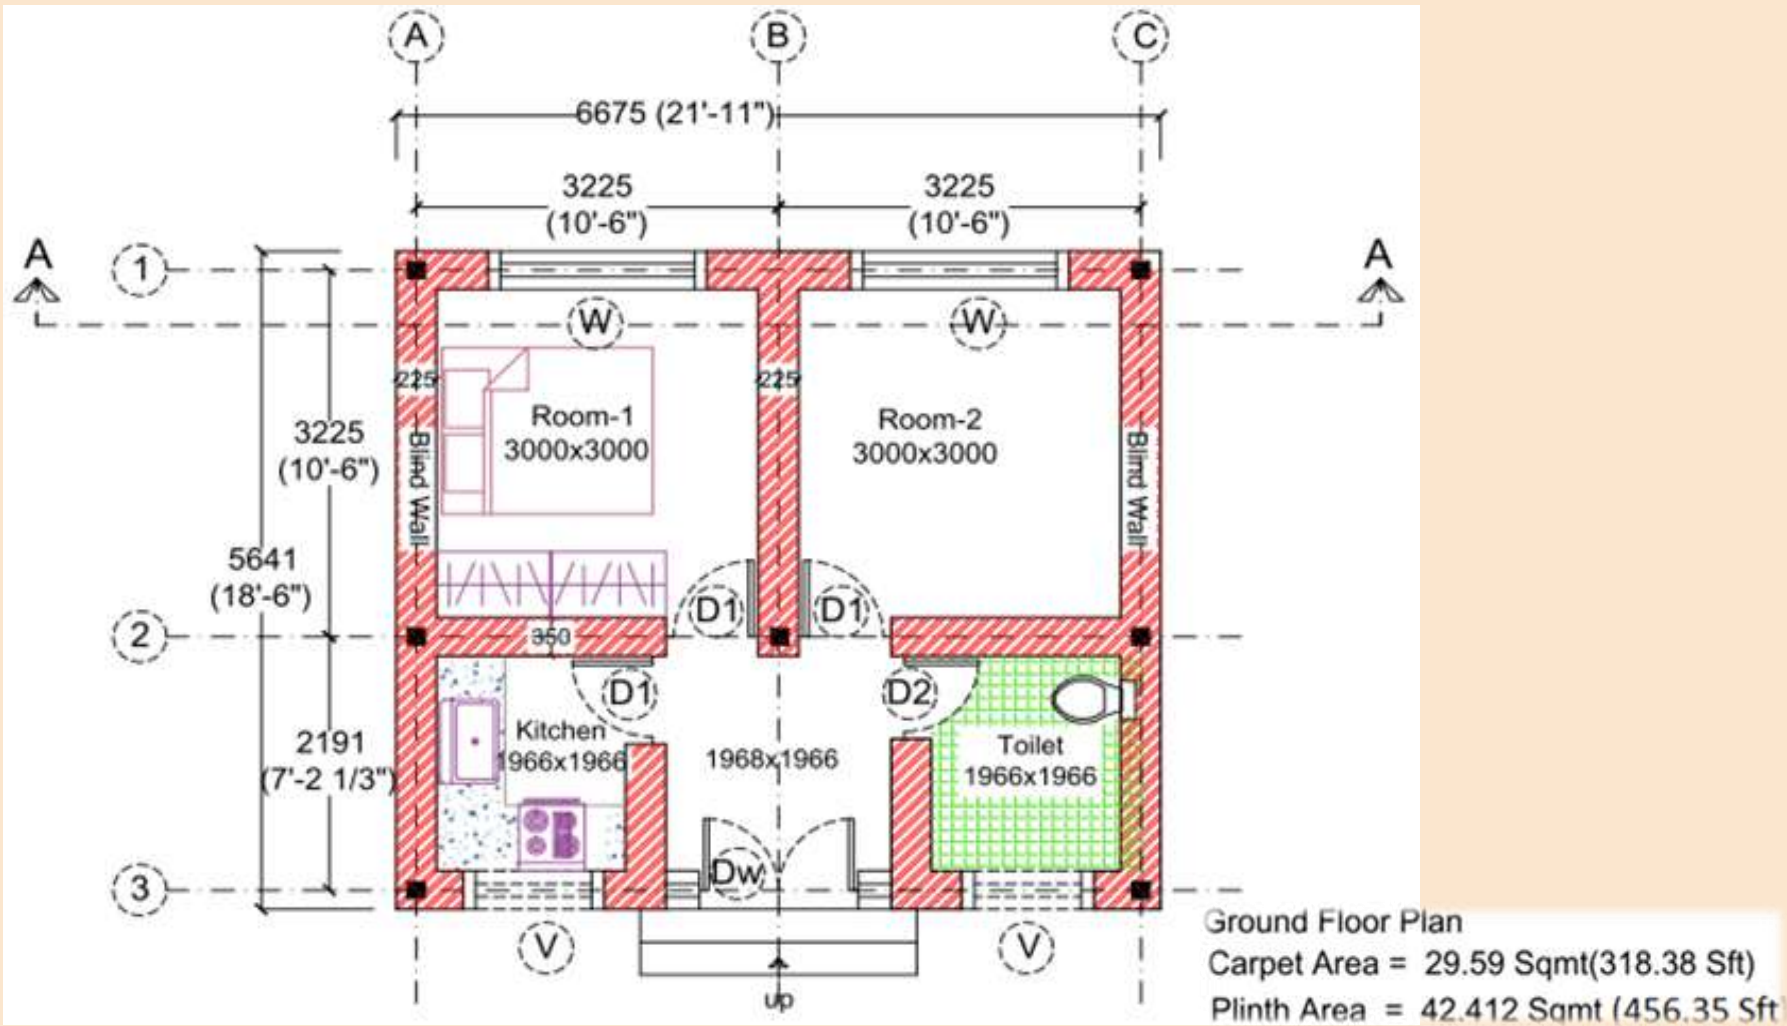 A
B
C
6675 (21'-11")
3225
(10'-6")
3225
(10'-6")
A
A
1
W
W
225
225
Room-1
3000x3000
Room-2
3000x3000
3225
(10'-6")
Blind Wall
Blind Wall
5641
(18'-6")
D1
D1
2
350
D1
D2
Kitchen
1966x1966
1968x1966
Toilet
1966x1966
2191
(7'-2 1/3")
Dw
3
V
V
up
Ground Floor Plan
Carpet Area = 29.59 Sqmt(318.38 Sft)
Plinth Area = 42.412 Sqmt (456.35 Sft